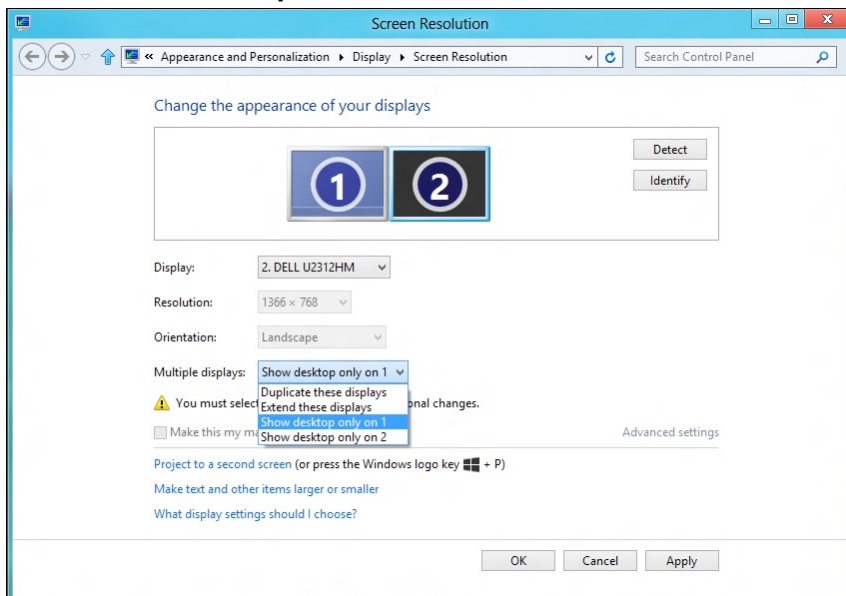 Screen Resolution
« Appearance and Personalization Display Screen Resolution Search Control Panel
Change the appearance of your displays
1 2
Detect
Identify
Display: 2. DELL U2312HM
Resolution: 1366 × 768
Orientation: Landscape
Multiple displays: Show desktop only on 1
Duplicate these displays
You must select onal changes.
Extend these displays
Show desktop only on 1
Make this my Advanced settings
Show desktop only on 2
Project to a second screen (or press the Windows logo key + P)
Make text and other items larger or smaller
What display settings should I choose?
OK Cancel Apply